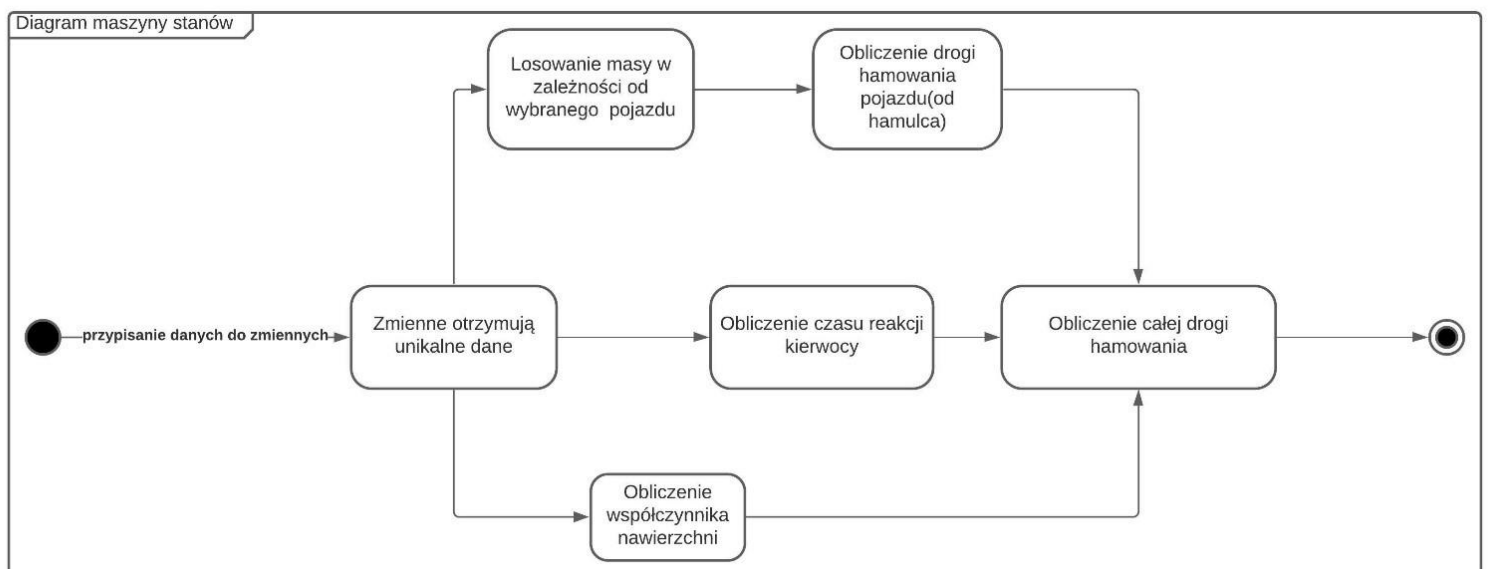 Diagram maszyny stanów
Losowanie masy w
zależności od
wybranego pojazdu
Obliczenie drogi
hamowania
pojazdu(od
hamulca)
przypisanie danych do zmiennych
Zmienne otrzymują
unikalne dane
Obliczenie czasu reakcji
kierwocy
Obliczenie całej drogi
hamowania
Obliczenie
współczynnika
nawierzchni